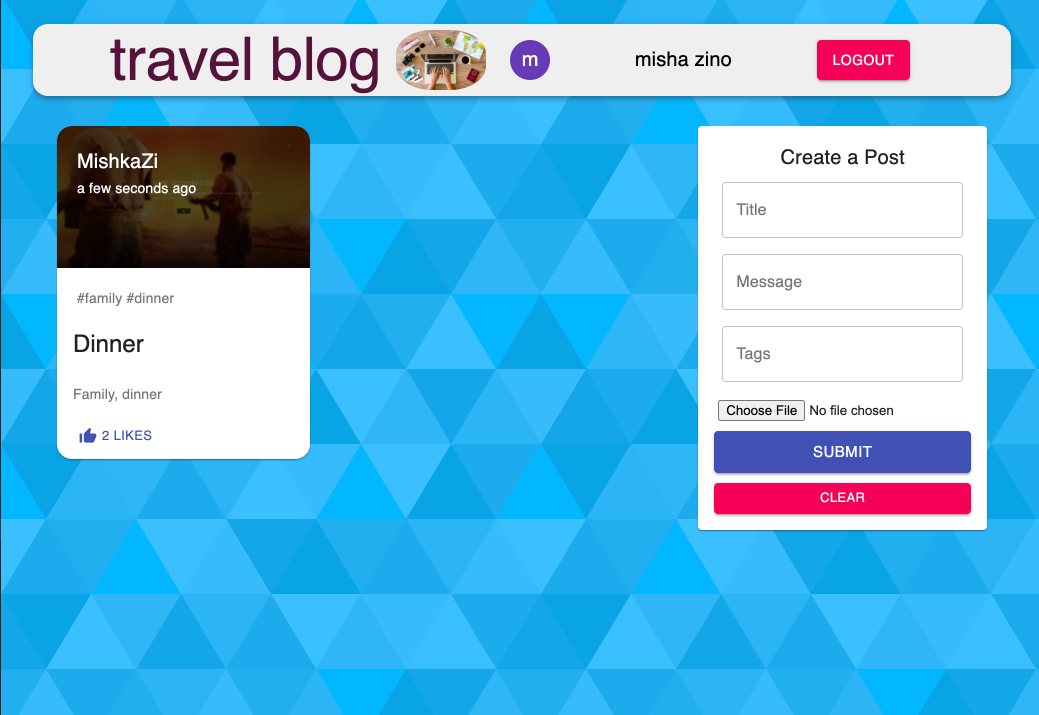 travel blog
m
misha zino
LOGOUT
MishkaZi
a few seconds ago
#family #dinner
Dinner
Family, dinner
2 LIKES
Create a Post
Title
Message
Tags
Choose File No file chosen
SUBMIT
CLEAR